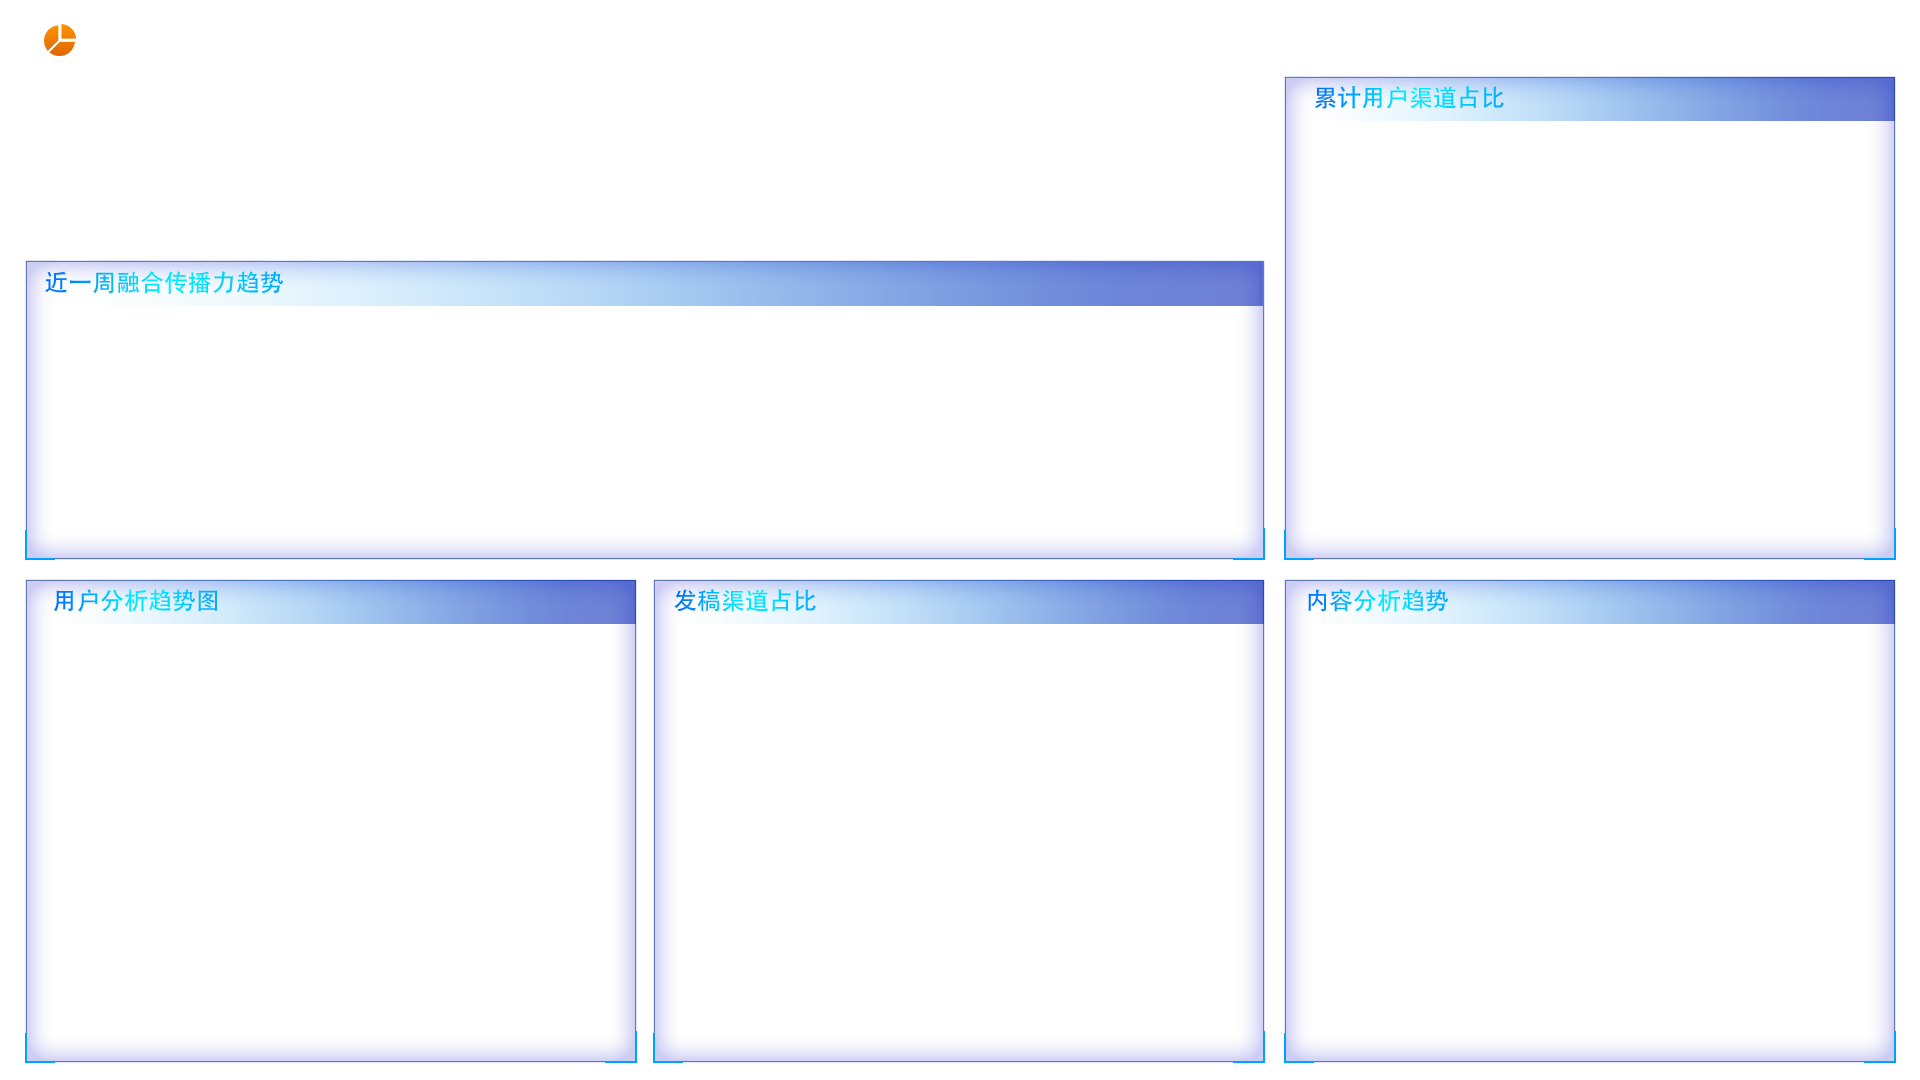 累计用户渠道占比
近一周融合传播力趋势
用户分析趋势图
发稿渠道占比
内容分析趋势